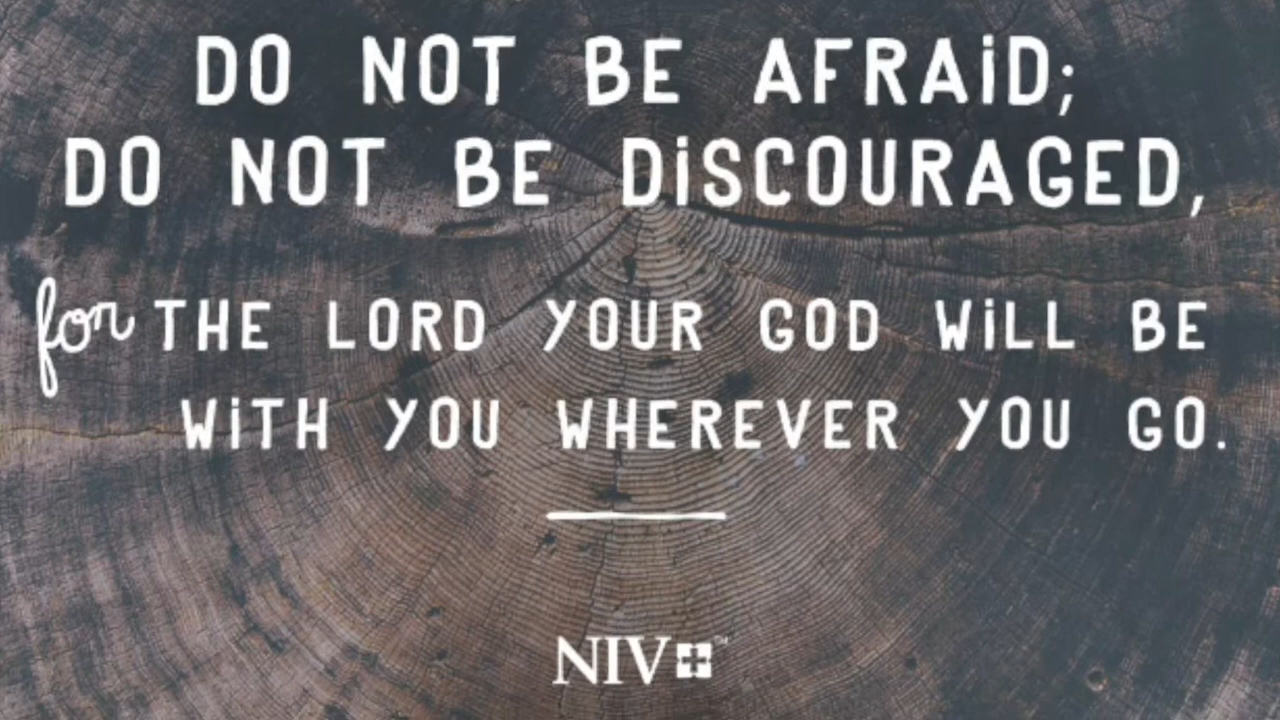 DO NOT BE AFRAiD;
DO NOT BE DiSCOURAGED,
for THE LORD YOUR GOD WiLL BE
WiTH YOU WHEREVER YOU GO.
NIV ™